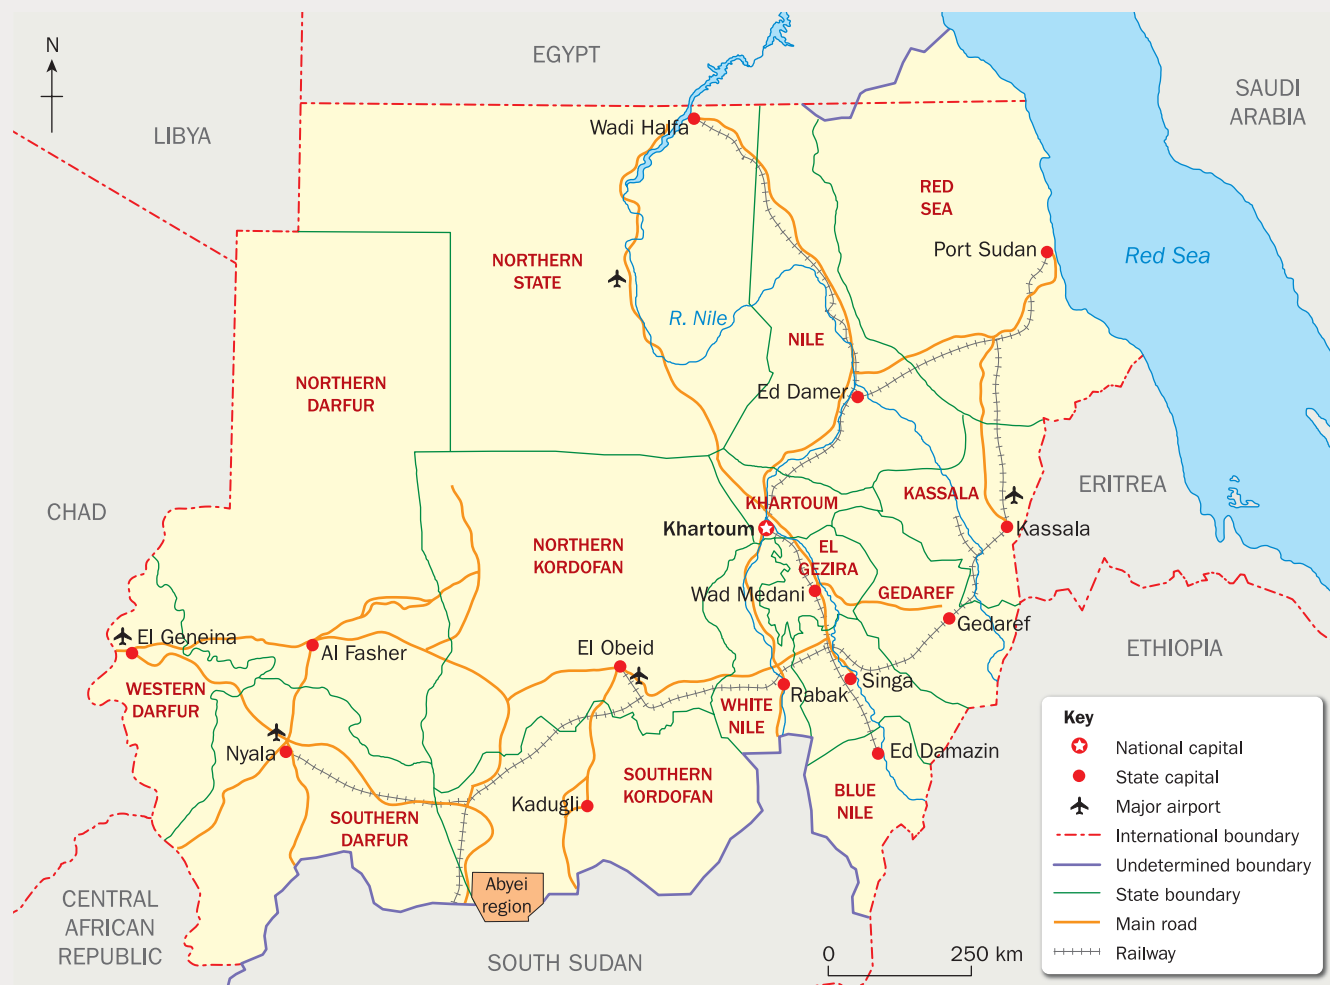 N
EGYPT
SAUDI
ARABIA
LIBYA
Wadi Halfa
RED
SEA
Port Sudan
Red Sea
NORTHERN
STATE
R. Nile
NILE
NORTHERN
DARFUR
Ed Damer
CHAD
KHARTOUM
KASSALA
ERITREA
Khartoum
Kassala
NORTHERN
KORDOFAN
EL
GEZIRA
Wad Medani
GEDAREF
Gedaref
El Geneina
Al Fasher
El Obeid
ETHIOPIA
WESTERN
DARFUR
WHITE
NILE
Rabak
Singa
Nyala
Ed Damazin
SOUTHERN
KORDOFAN
Kadugli
BLUE
NILE
SOUTHERN
DARFUR
Abyei
region
CENTRAL
AFRICAN
REPUBLIC
SOUTH SUDAN
0
250 km
Key
National capital
State capital
Major airport
International boundary
Undetermined boundary
State boundary
Main road
Railway